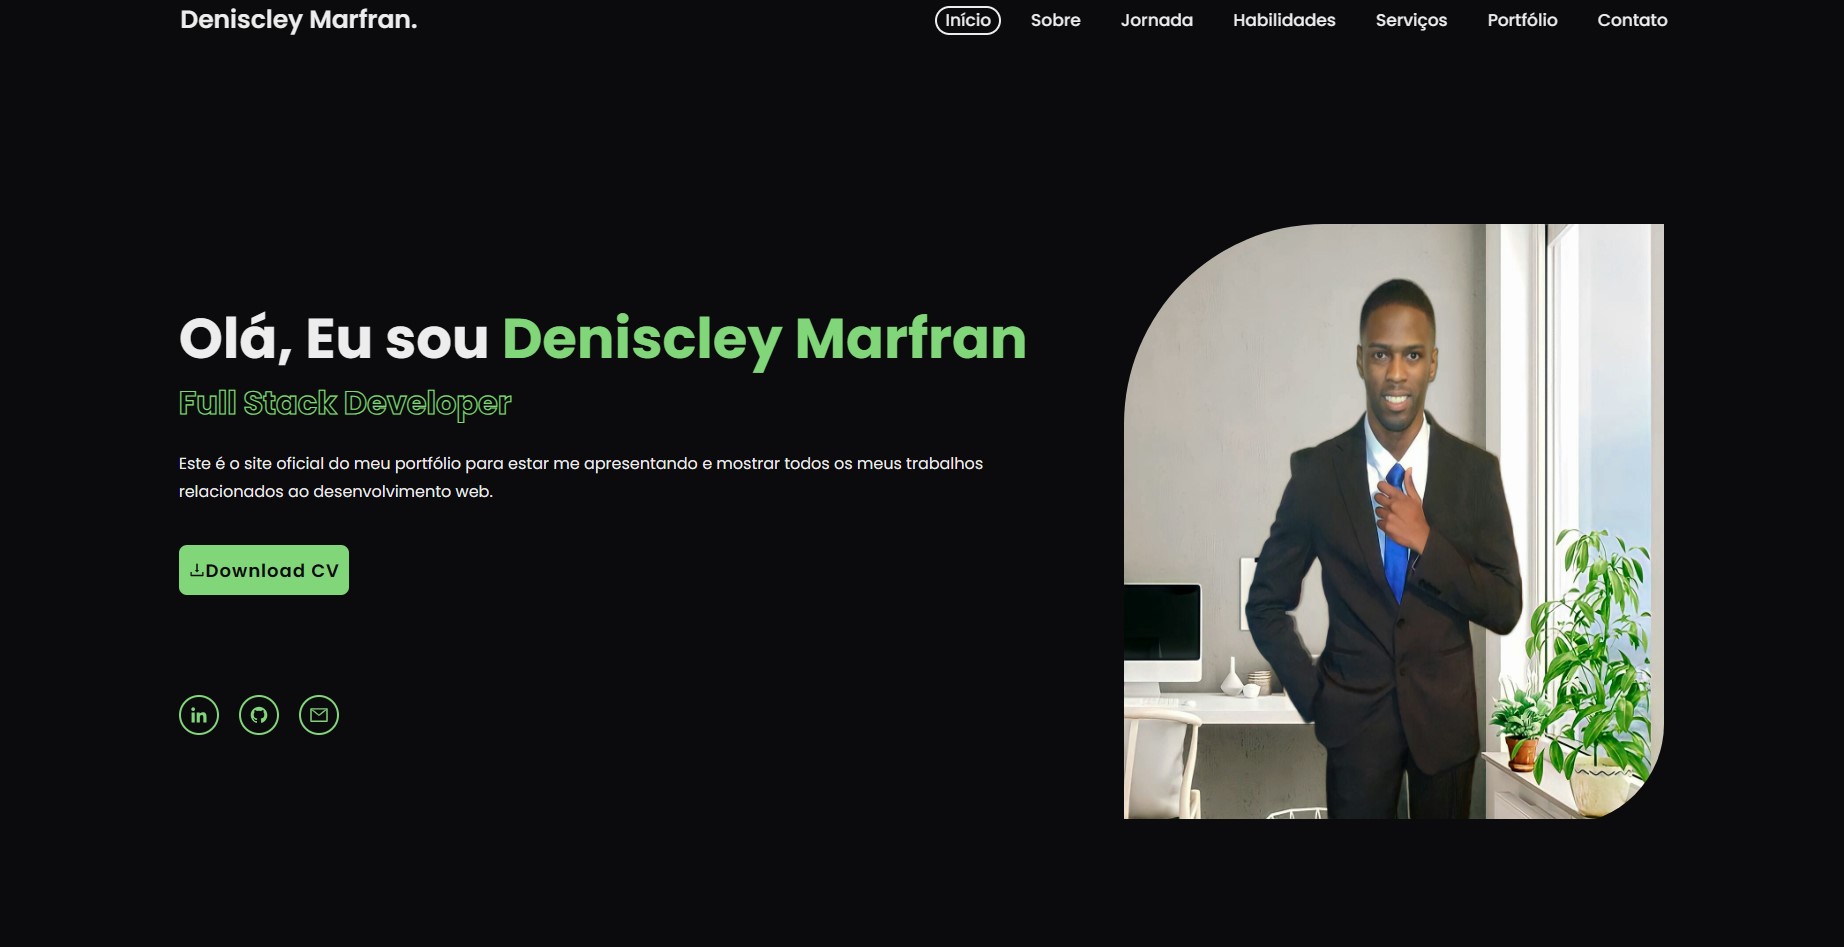 Deniscley Marfran.
Início Sobre Jornada Habilidades Serviços Portfólio Contato
Olá, Eu sou Deniscley Marfran
Full Stack Developer
Este é o site oficial do meu portfólio para estar me apresentando e mostrar todos os meus trabalhos
relacionados ao desenvolvimento web.
Download CV
in